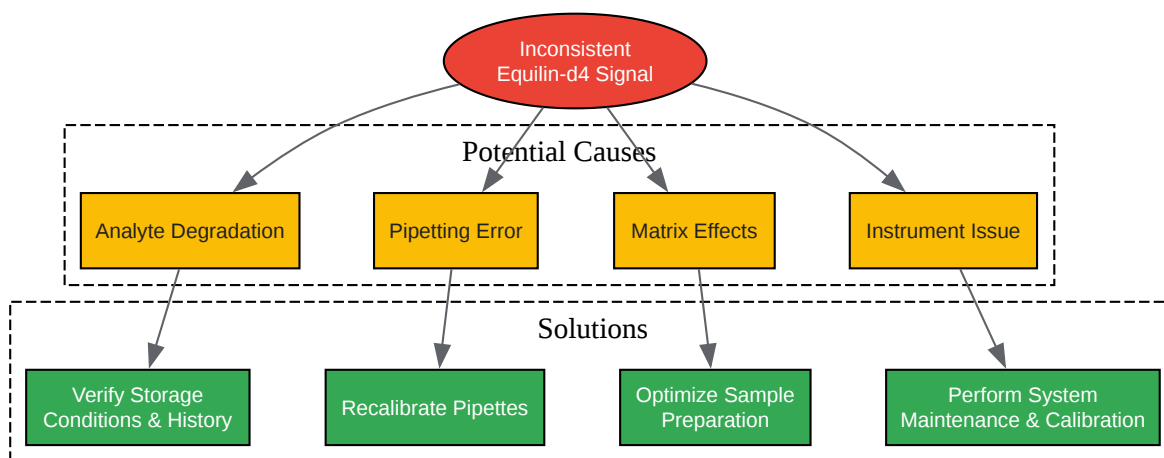 Inconsistent
Equilin-d4 Signal
Potential Causes
Analyte Degradation
Pipetting Error
Matrix Effects
Instrument Issue
Solutions
Verify Storage
Conditions & History
Recalibrate Pipettes
Optimize Sample
Preparation
Perform System
Maintenance & Calibration